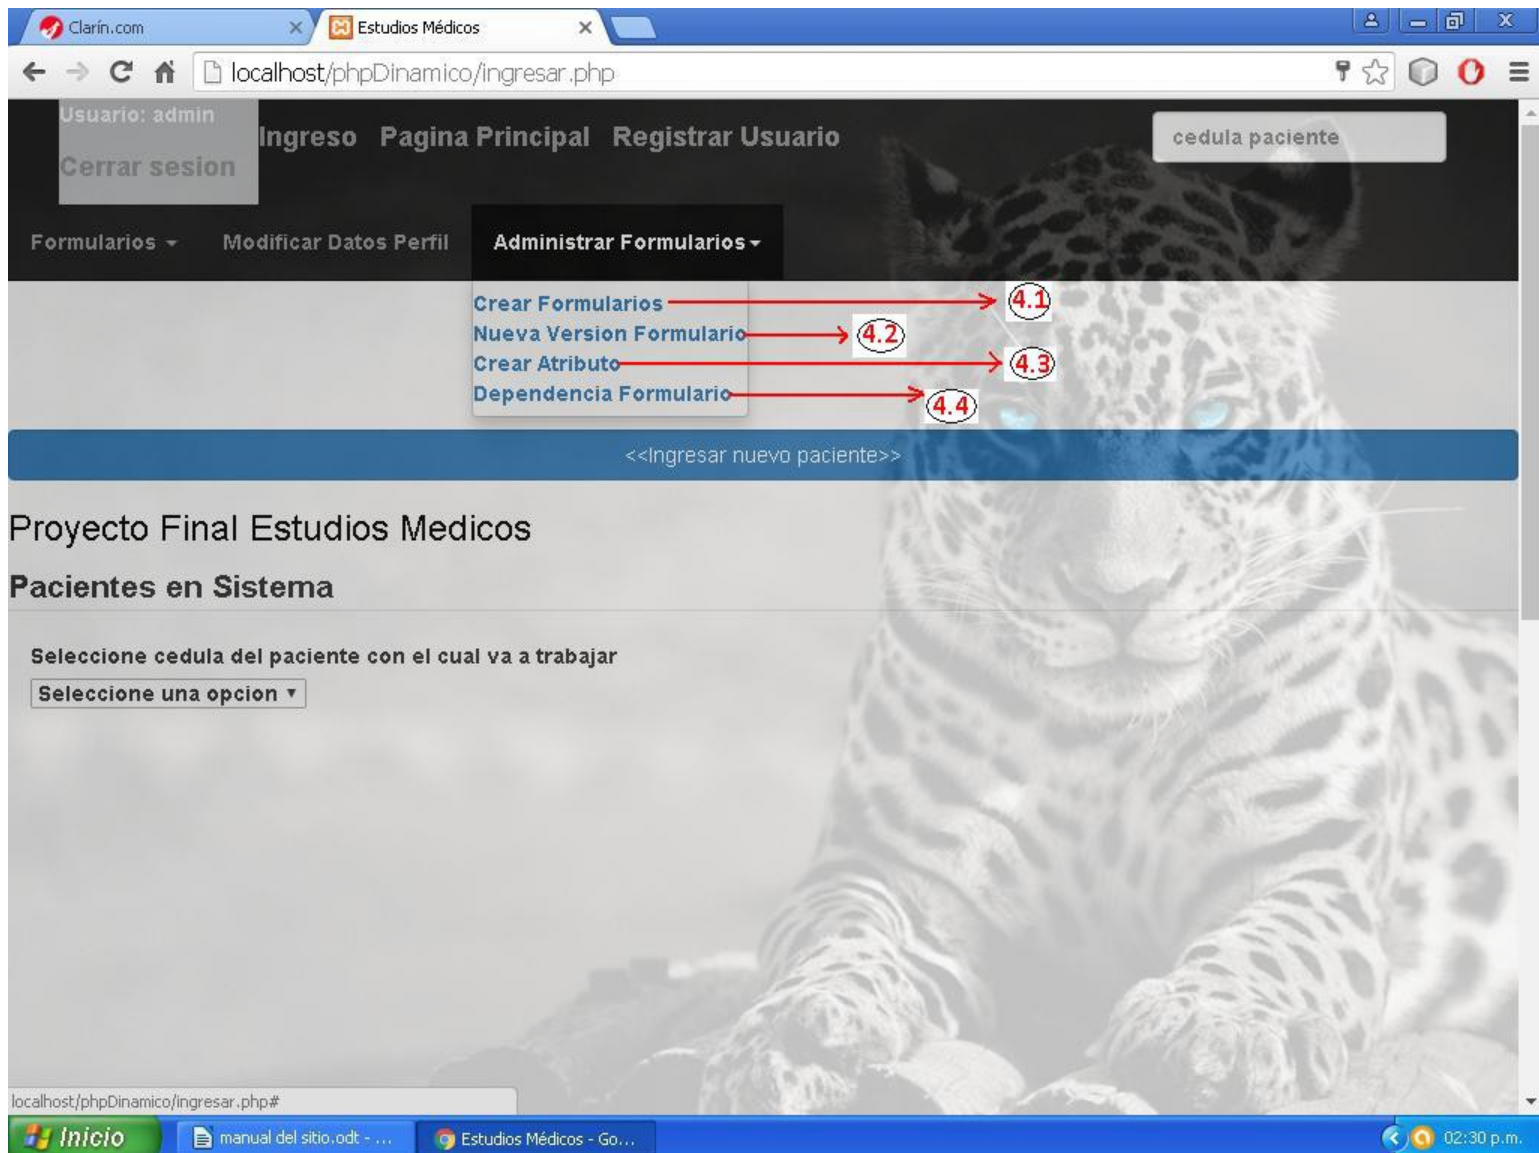 Clarín.com
Estudios Médicos
localhost/phpDinamico/ingresar.php
Usuario: admin
Cerrar sesion
Ingreso Pagina Principal Registrar Usuario
cedula paciente
Formularios Modificar Datos Perfil Administrar Formularios
Crear Formularios 4.1
Nueva Version Formulario 4.2
Crear Atributo 4.3
Dependencia Formulario 4.4
<<Ingresar nuevo paciente>>
Proyecto Final Estudios Medicos
Pacientes en Sistema
Seleccione cedula del paciente con el cual va a trabajar
Seleccione una opcion
localhost/phpDinamico/ingresar.php#
Inicio manual del sitio.odt - ... Estudios Médicos - Go... 02:30 p.m.